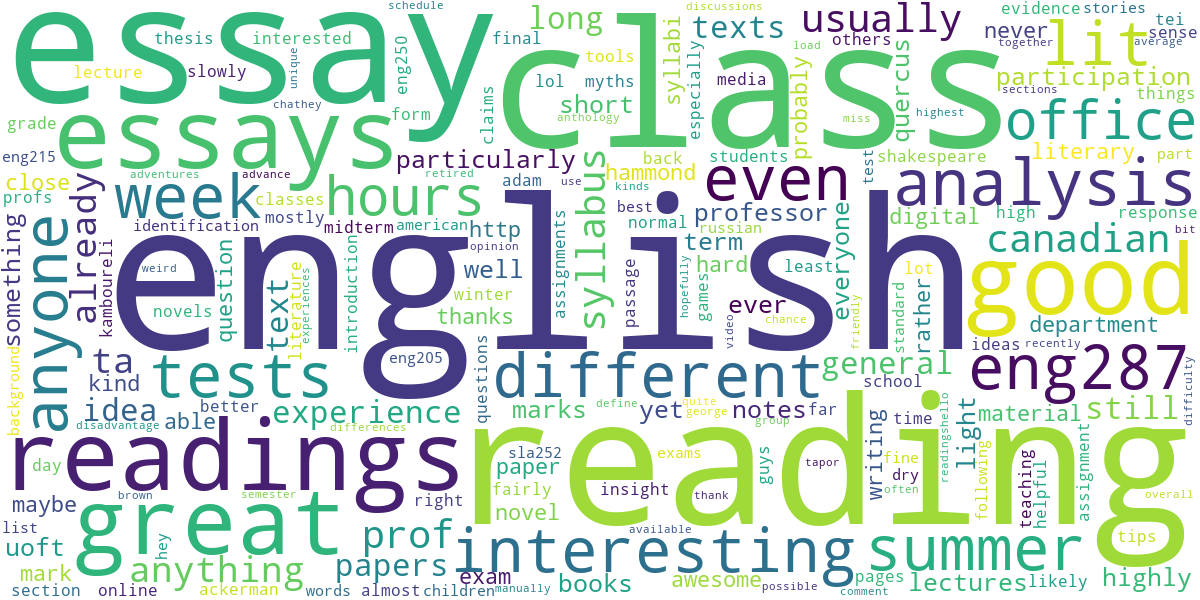 essay
class
english
reading
readings
essays
great
good
different
interesting
analysis
eng287
summer
lit
office
usually
even
week
hours
tests
anyone
canadian
prof
syllabus
experience
anything
papers
idea
ta
already
texts
long
short
particularly
participation
never
evidence
stories
tei
sense
together
average
others
load
probably
quercus
syllabi
especially
media
tools
myths
lol
anthology
claims
final
schedule
discussions
eng250
form
interested
thesis
lecture
slowly
unique
chathey
grade
eng215
close
profs
adventures
advance
retired
classes
mostly
identification
midterm
american
http
adam
use
back
hammond
students
kinds
best
normal
professor
russian
term
digital
shakespeare
literary
part
things
miss
highest
sections
test
high
response
bit
opinion
well
winter
thanks
assignments
passage
hopefully
games
hard
ever
least
video
chance
everyone
friendly
standard
rather
lot
department
ideas
recently
general
difficulty
something
kamboureli
weird
novels
question
literature
experiences
introduction
text
eng205
background
kind
able
better
disadvantage
differences
questions
marks
define
quite
george
yet
notes
far
school
time
material
still
group
light
writing
readingshello
following
teaching
helpful
assignment
tips
overall
day
maybe
brown
semester
right
list
uoft
hey
mark
section
online
ackerman
words
almost
children
manually
exam
available
books
awesome
possible
sla252
paper
fairly
novel
insight
exams
thank
guys
tapor
fine
dry
often
pages
comment
lectures
likely
highly